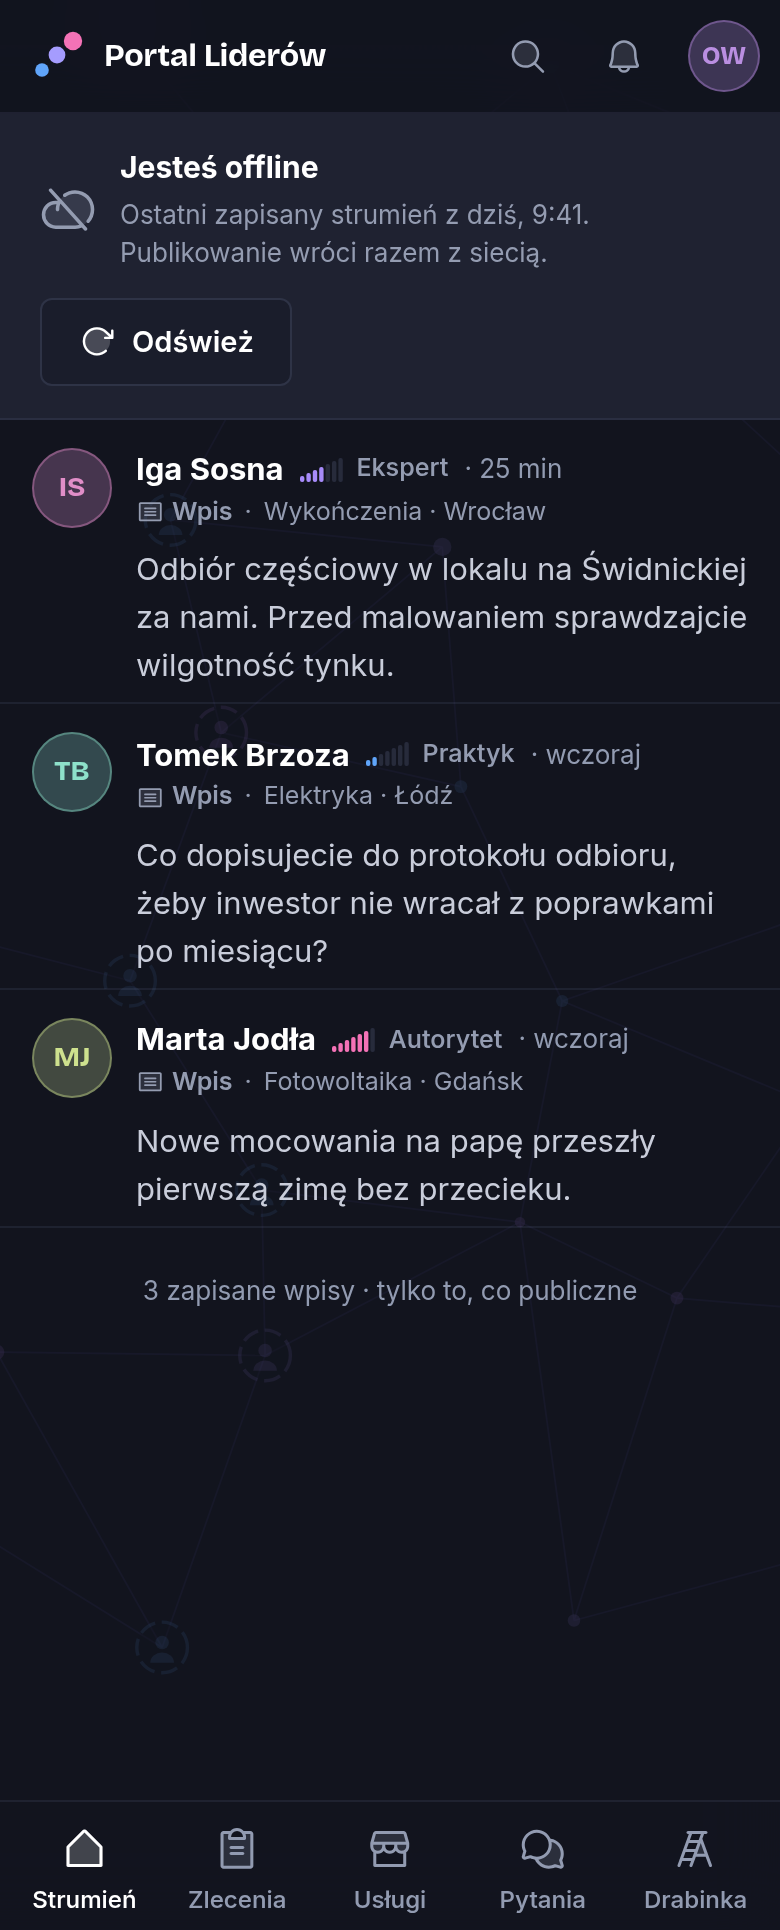 Portal Liderów
OW
Jesteś offline
Ostatni zapisany strumień z dziś, 9:41.
Publikowanie wróci razem z siecią.
Odśwież
IS
Iga Sosna Ekspert · 25 min
Wpis · Wykończenia · Wrocław
Odbiór częściowy w lokalu na Świdnickiej
za nami. Przed malowaniem sprawdzajcie
wilgotność tynku.
TB
Tomek Brzoza Praktyk · wczoraj
Wpis · Elektryka · Łódź
Co dopisujecie do protokołu odbioru,
żeby inwestor nie wracał z poprawkami
po miesiącu?
MJ
Marta Jodła Autorytet · wczoraj
Wpis · Fotowoltaika · Gdańsk
Nowe mocowania na papę przeszły
pierwszą zimę bez przecieku.
3 zapisane wpisy · tylko to, co publiczne
Strumień Zlecenia Usługi Pytania Drabinka